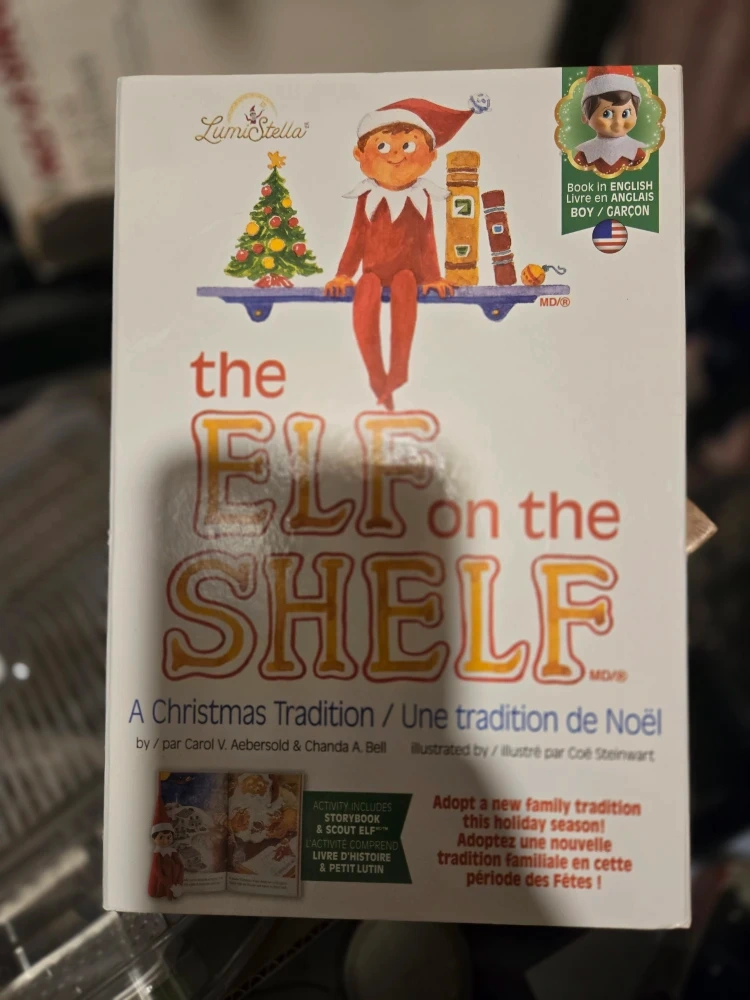 LumiStella
Book in ENGLISH
Livre en ANGLAIS
BOY / GARÇON
MD/®
the
ELF
on the
SHELF
MD/®
A Christmas Tradition / Une tradition de Noël
by / par Carol V. Aebersold & Chanda A. Bell illustrated by / illustré par Coë Steinwart
ACTIVITY INCLUDES
STORYBOOK
& SCOUT ELF
L'ACTIVITÉ COMPREND
LIVRE D'HISTOIRE
& PETIT LUTIN
Adopt a new family tradition
this holiday season!
Adoptez une nouvelle
tradition familiale en cette
période des Fêtes !